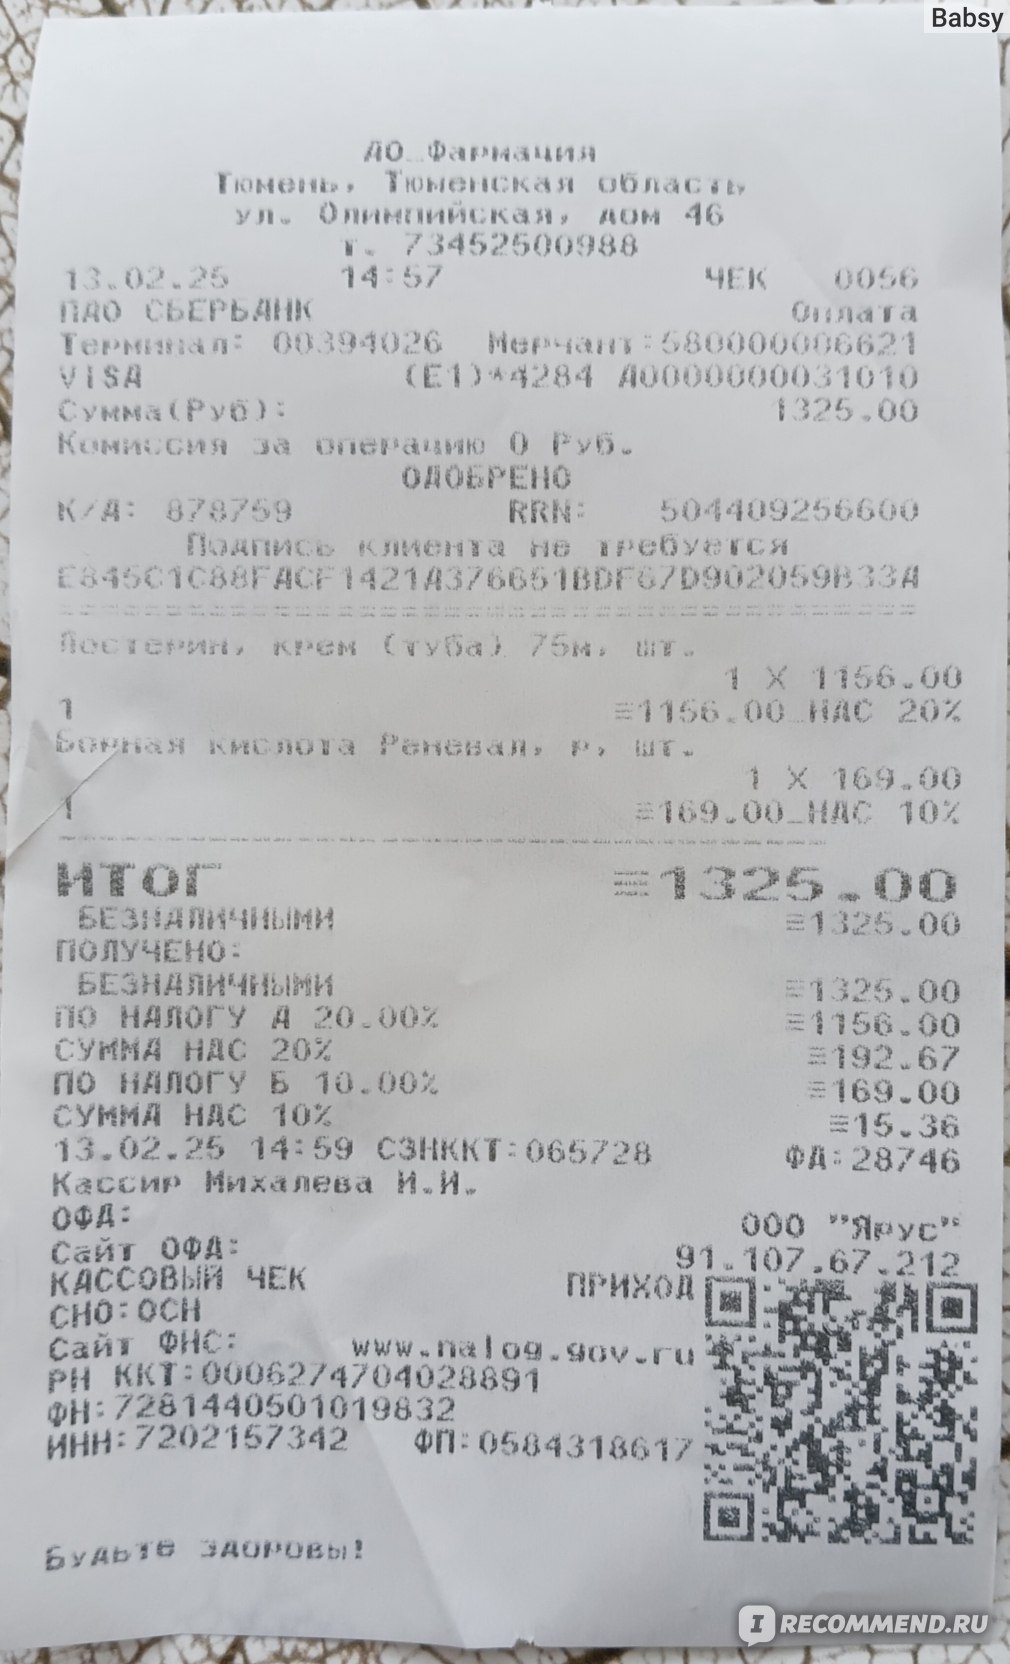 Babsy
АО Фармация
Тюмень, Тюменская область,
ул. Олимпийская, дом 46
т. 73452500988
13.02.25 14:57 ЧЕК 0056
ПАО СБЕРБАНК Оплата
Терминал: 00394026 Мерчант:580000006621
VISA (E1)*4284 A0000000031010
Сумма(Руб): 1325.00
Комиссия за операцию 0 Руб.
ОДОБРЕНО
К/А: 878759 RRN: 504409256600
Подпись клиента не требуется
E845C1C88FACF1421A376651BDF67D902059B33A
========================================
Постерин, крем (туба) 75м, шт.
1 X 1156.00
1 ≡1156.00_НДС 20%
Борная кислота Реневал, р, шт.
1 X 169.00
1 ≡169.00_НДС 10%
ИТОГ ≡1325.00
БЕЗНАЛИЧНЫМИ ≡1325.00
ПОЛУЧЕНО:
БЕЗНАЛИЧНЫМИ ≡1325.00
ПО НАЛОГУ А 20.00% ≡1156.00
СУММА НДС 20% ≡192.67
ПО НАЛОГУ Б 10.00% ≡169.00
СУММА НДС 10% ≡15.36
13.02.25 14:59 СЗНККТ:065728 ФД:28746
Кассир Михалева И.И.
ОФД: ООО "Ярус"
Сайт ОФД: 91.107.67.212
КАССОВЫЙ ЧЕК ПРИХОД
СНО:ОСН
Сайт ФНС: www.nalog.gov.ru
РН ККТ:0006274704028891
ФН:7281440501019832
ИНН:7202157342 ФП:0584318617
Будьте здоровы!
IRECOMMEND.RU